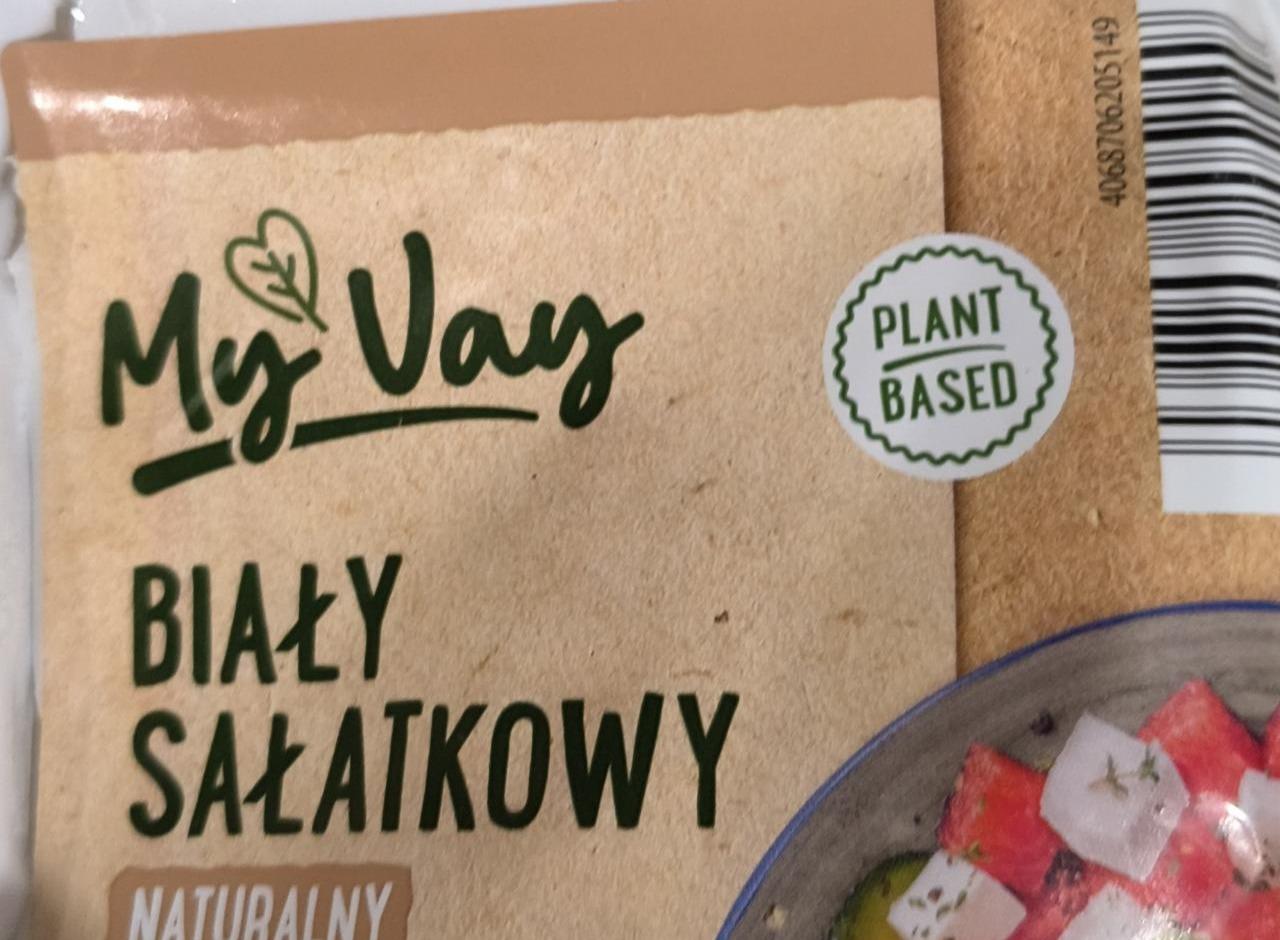 My Vay
PLANT
BASED
4068706205149
BIAŁY
SAŁATKOWY
NATURALNY